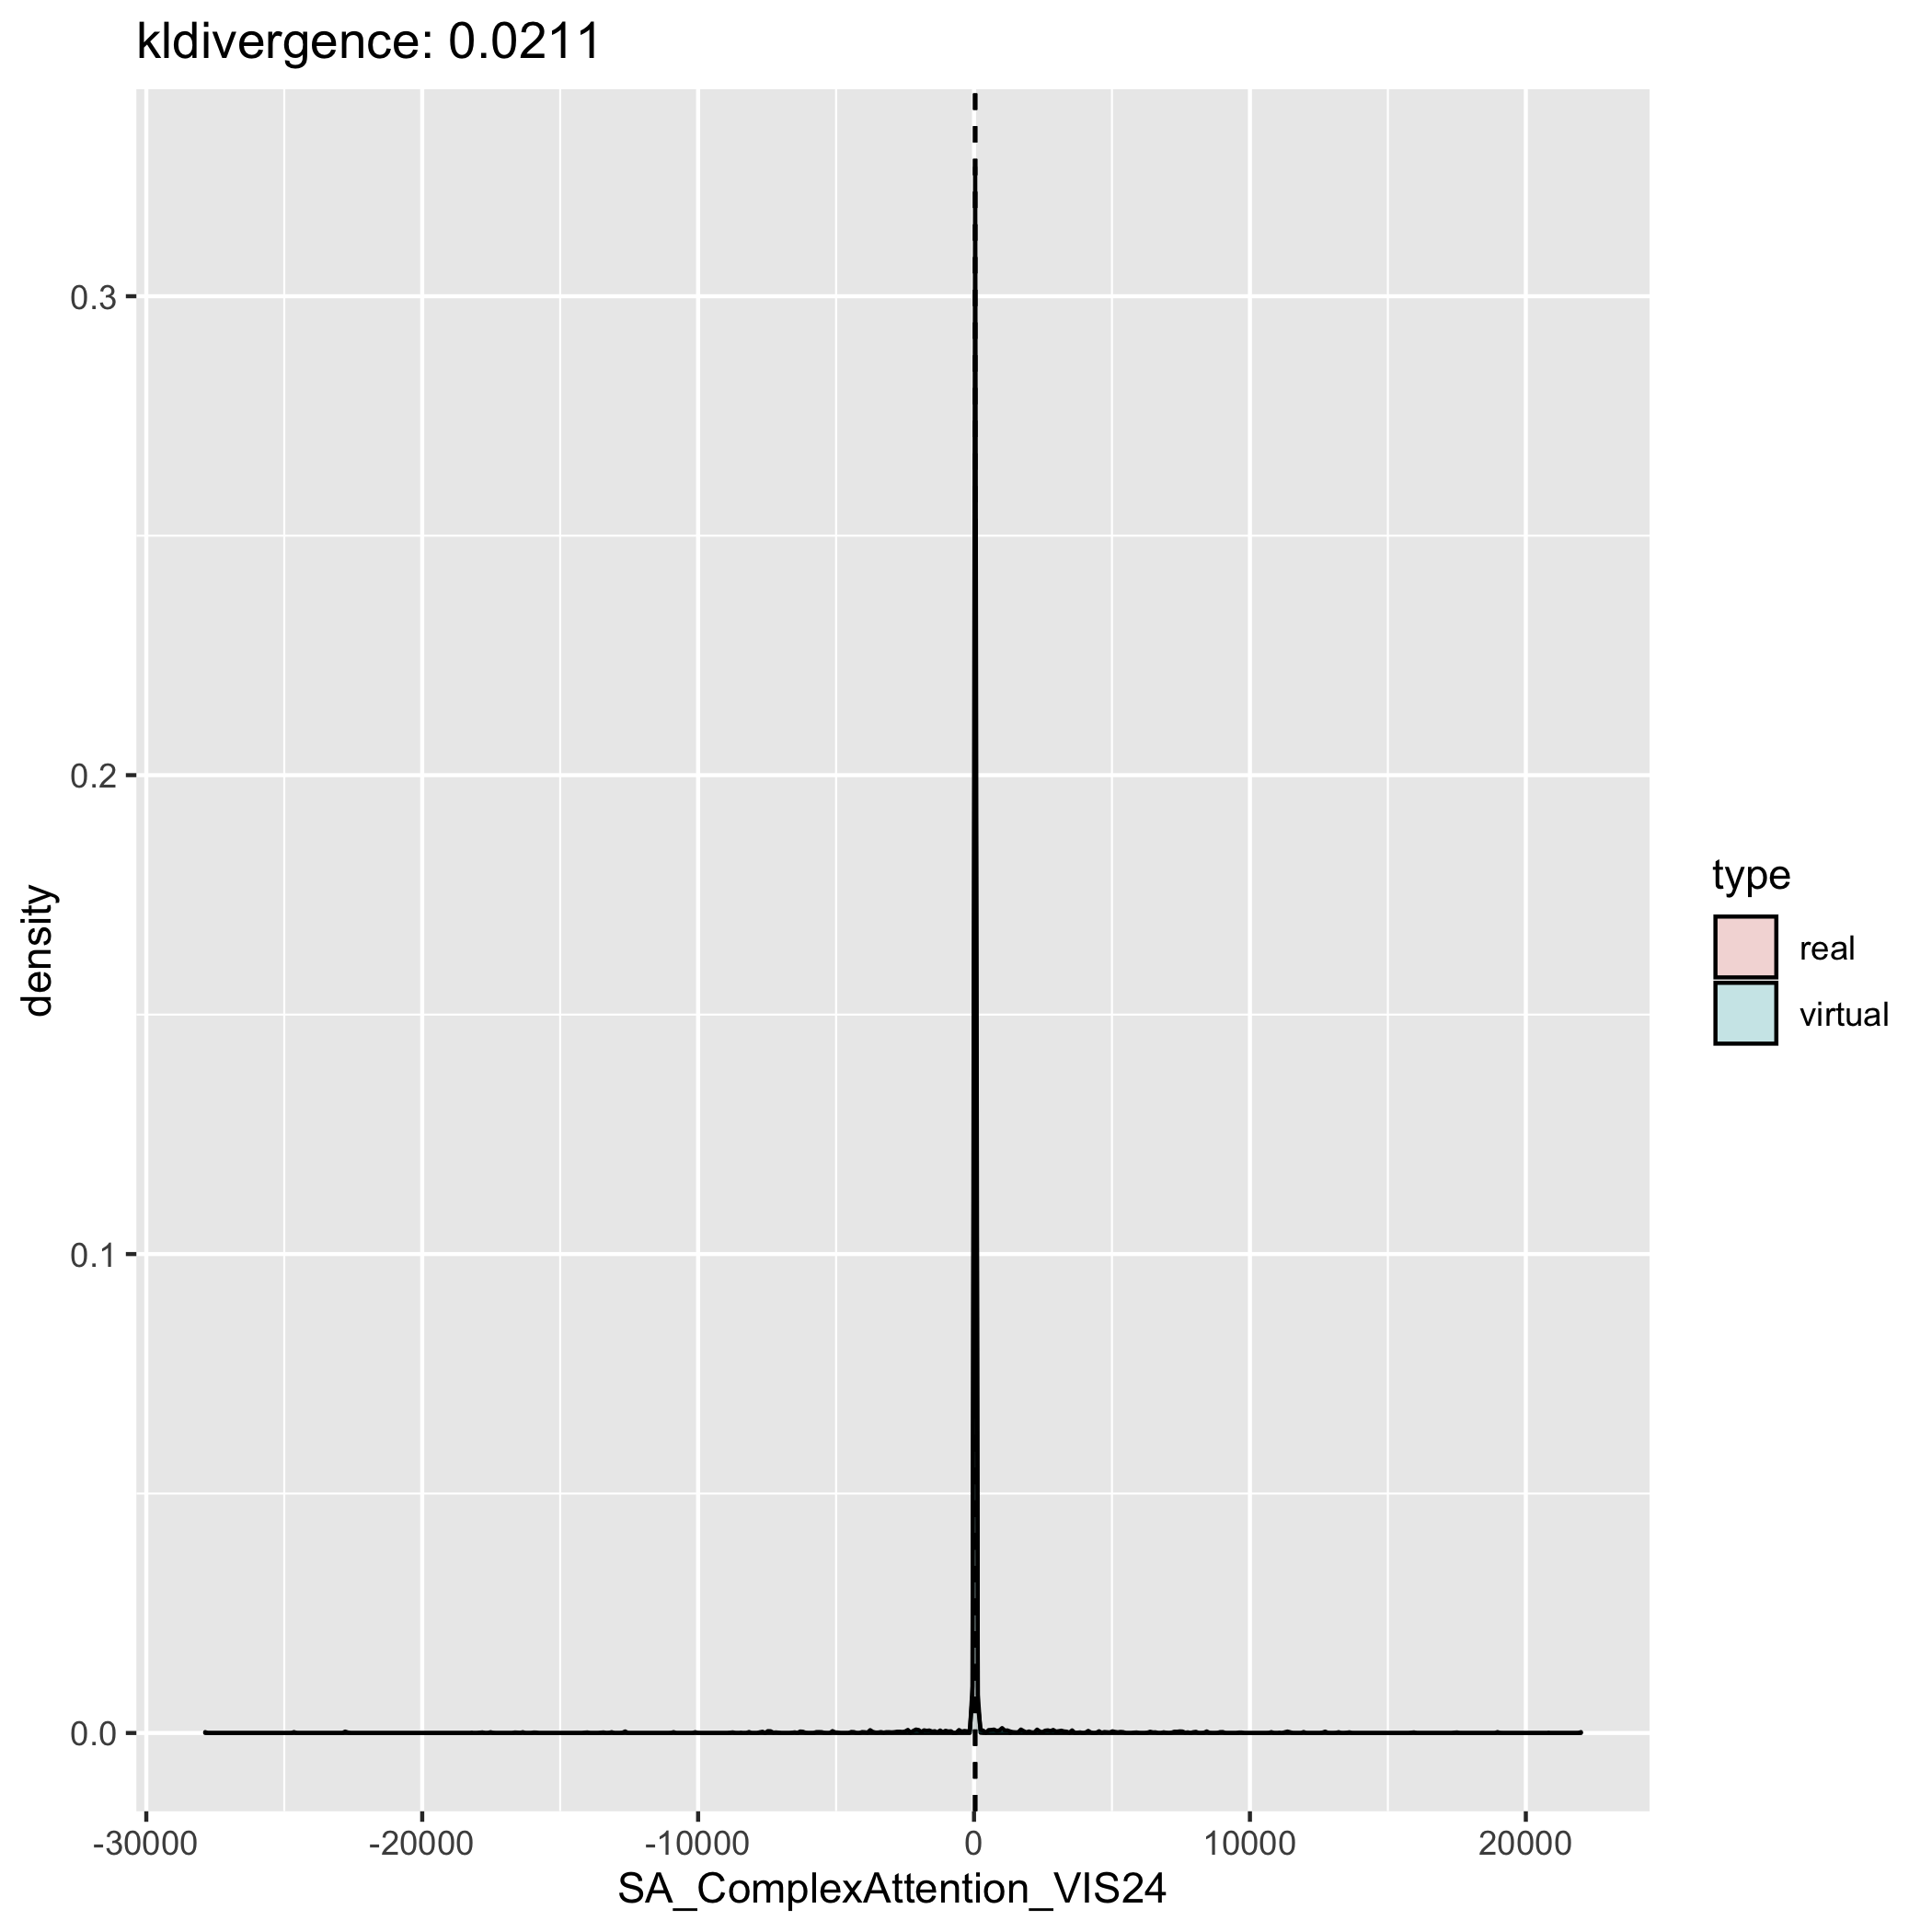 kldivergence: 0.0211
0.3
0.2
0.1
0.0
density
-30000
-20000
-10000
0
10000
20000
SA_ComplexAttention_VIS24
type
real
virtual